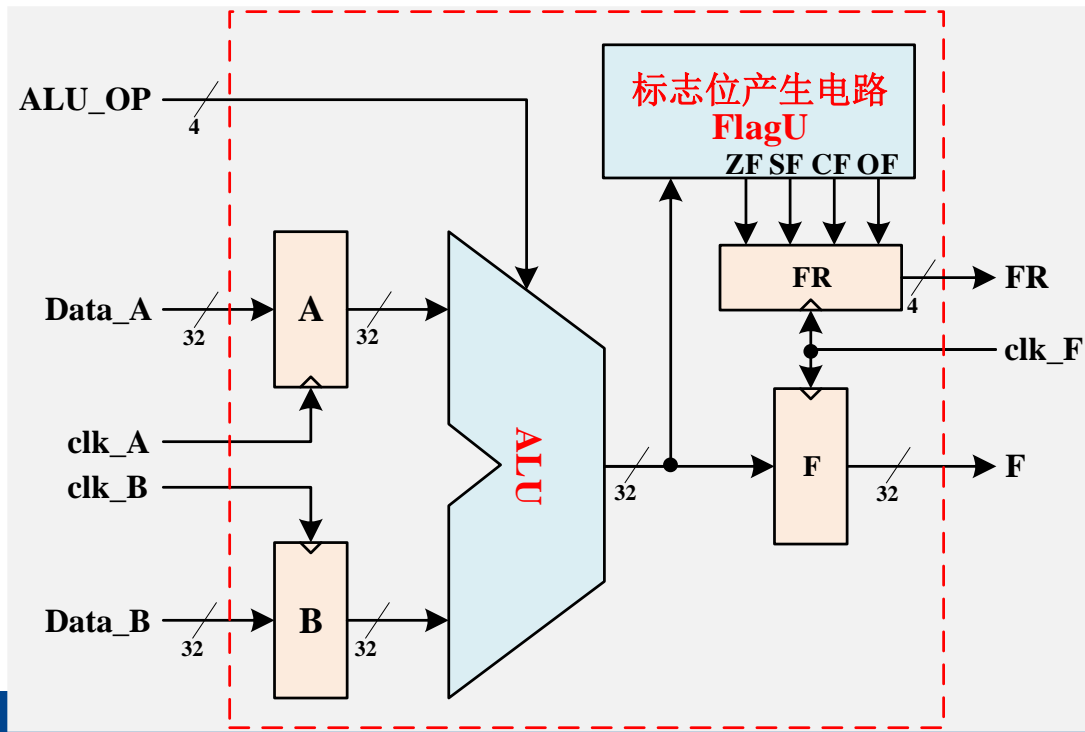 标志位产生电路
FlagU
ZF SF CF OF
ALU_OP
4
FR
4
FR
Data_A
32
A
32
clk_F
clk_A
clk_B
ALU
32
F
32
F
Data_B
32
B
32